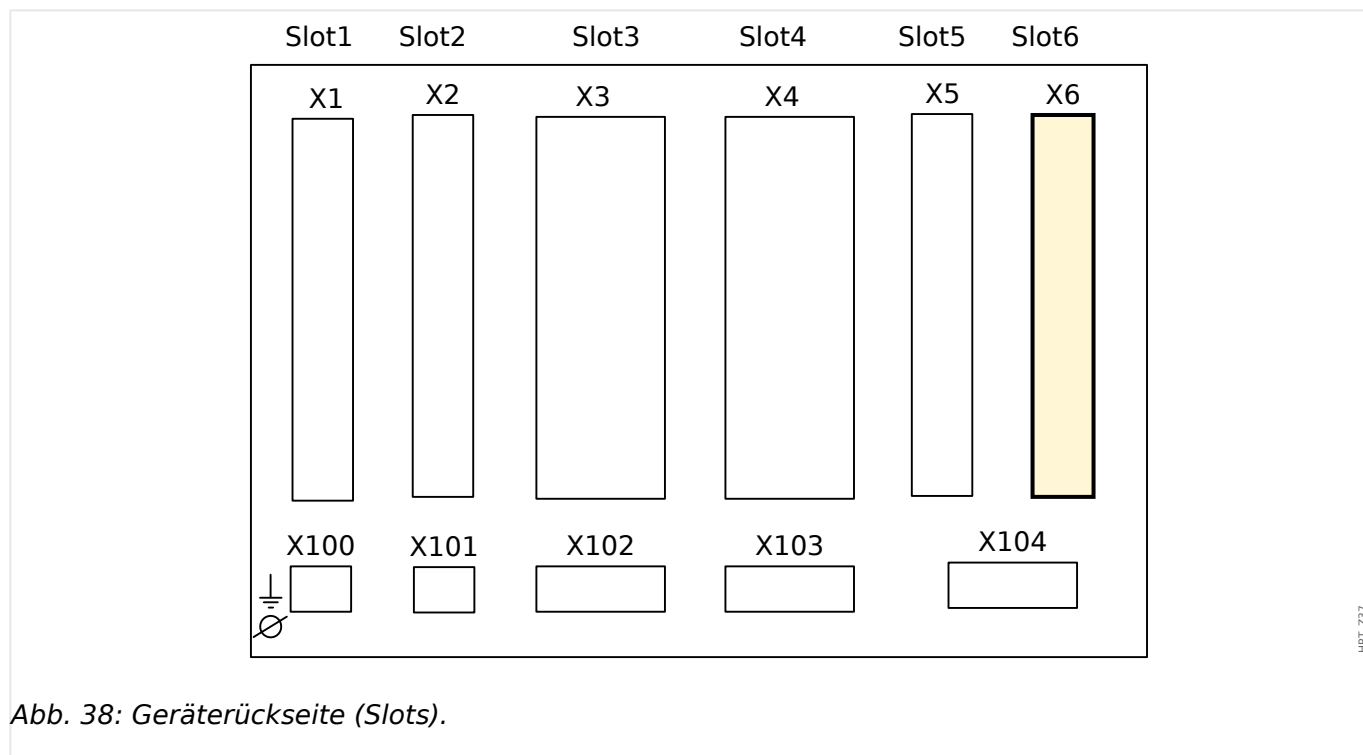 Slot1 Slot2 Slot3 Slot4 Slot5 Slot6
X1 X2 X3 X4 X5 X6
X100 X101 X102 X103 X104
Abb. 38: Geräterückseite (Slots).